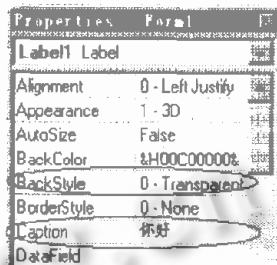 Properties Form1
Label1 Label
Alignment 0 - Left Justify
Appearance 1 - 3D
AutoSize False
BackColor &H00C00000&
BackStyle 0 - Transparent
BorderStyle 0 - None
Caption 你好
DataField